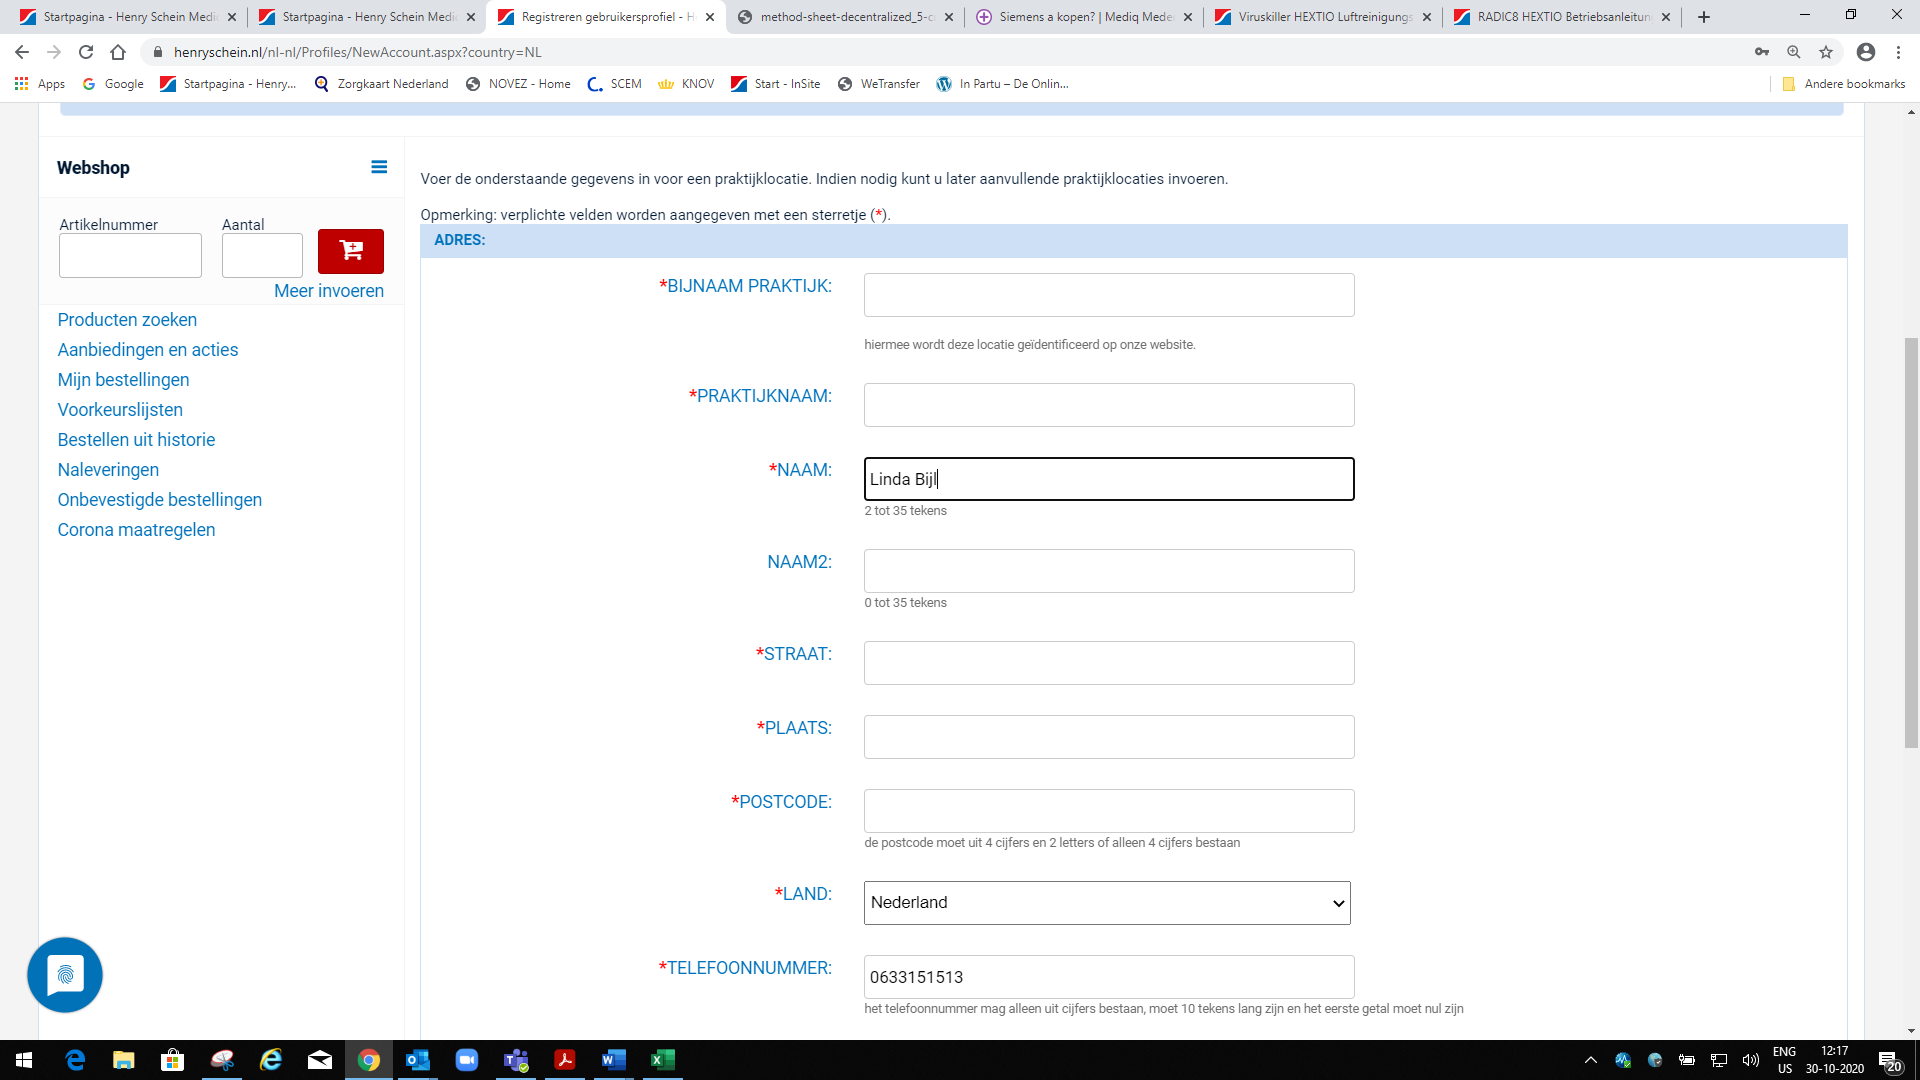 Startpagina - Henry Schein Medic
Startpagina - Henry Schein Medic
Registreren gebruikersprofiel - H
method-sheet-decentralized_5-c
Siemens a kopen? | Mediq Mede
Viruskiller HEXTIO Luftreinigungs
RADIC8 HEXTIO Betriebsanleitun
henryschein.nl/nl-nl/Profiles/NewAccount.aspx?country=NL
Apps
Google
Startpagina - Henry...
Zorgkaart Nederland
NOVEZ - Home
SCEM
KNOV
Start - InSite
WeTransfer
In Partu – De Onlin...
Andere bookmarks
Webshop
Artikelnummer
Aantal
Meer invoeren
Producten zoeken
Aanbiedingen en acties
Mijn bestellingen
Voorkeurslijsten
Bestellen uit historie
Naleveringen
Onbevestigde bestellingen
Corona maatregelen
Voer de onderstaande gegevens in voor een praktijklocatie. Indien nodig kunt u later aanvullende praktijklocaties invoeren.
Opmerking: verplichte velden worden aangegeven met een sterretje (*).
ADRES:
*BIJNAAM PRAKTIJK:
hiermee wordt deze locatie geïdentificeerd op onze website.
*PRAKTIJKNAAM:
*NAAM:
Linda Bijl
2 tot 35 tekens
NAAM2:
0 tot 35 tekens
*STRAAT:
*PLAATS:
*POSTCODE:
de postcode moet uit 4 cijfers en 2 letters of alleen 4 cijfers bestaan
*LAND:
Nederland
*TELEFOONNUMMER:
0633151513
het telefoonnummer mag alleen uit cijfers bestaan, moet 10 tekens lang zijn en het eerste getal moet nul zijn
ENG
US
12:17
30-10-2020
20